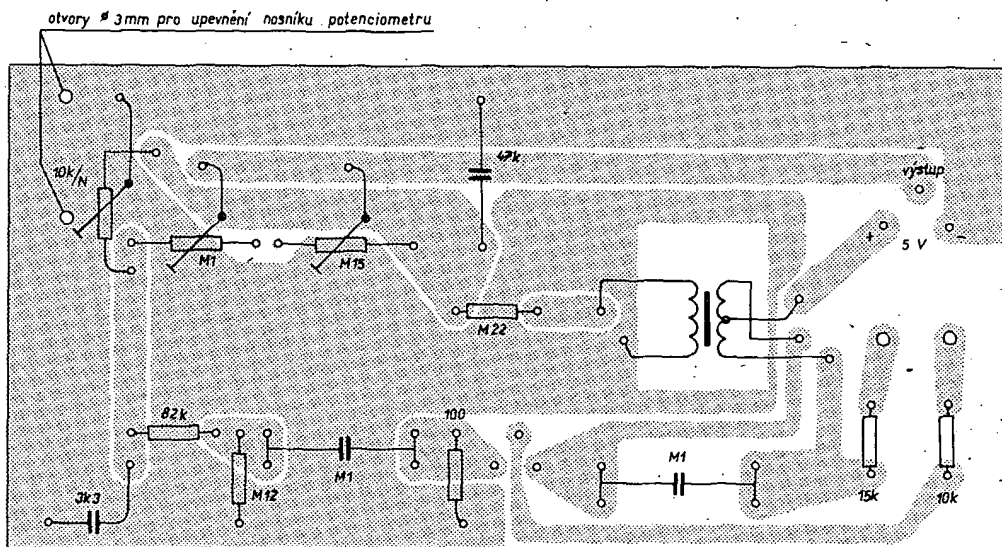 otvory ø 3mm pro upevnění nosníku potenciometru
47k
10k/N
výstup
M1
M15
+
5 V
-
M22
82k
100
M1
M12
M1
3k3
15k
10k